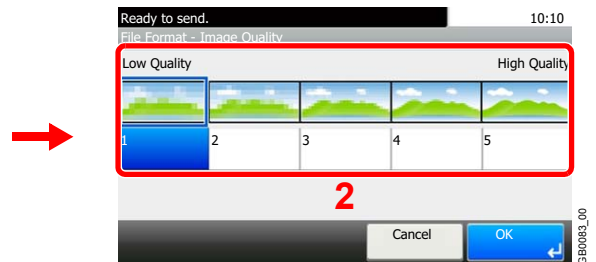 Ready to send. 10:10
File Format - Image Quality
Low Quality High Quality
1 2 3 4 5
2
Cancel OK
GB0083_00